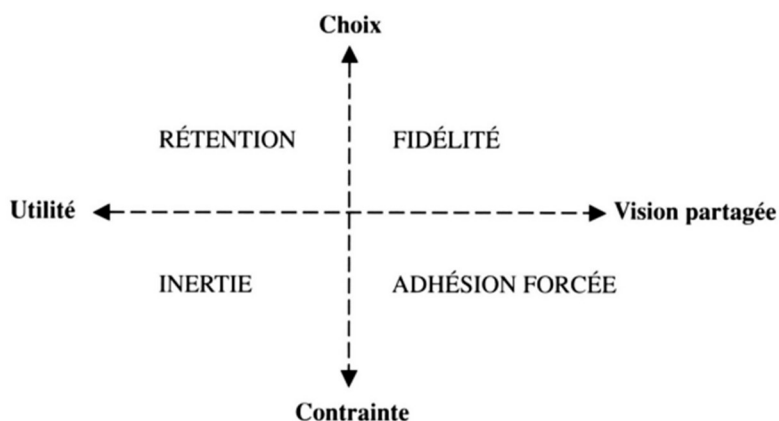 Choix
RÉTENTION FIDÉLITÉ
Utilité Vision partagée
INERTIE ADHÉSION FORCÉE
Contrainte